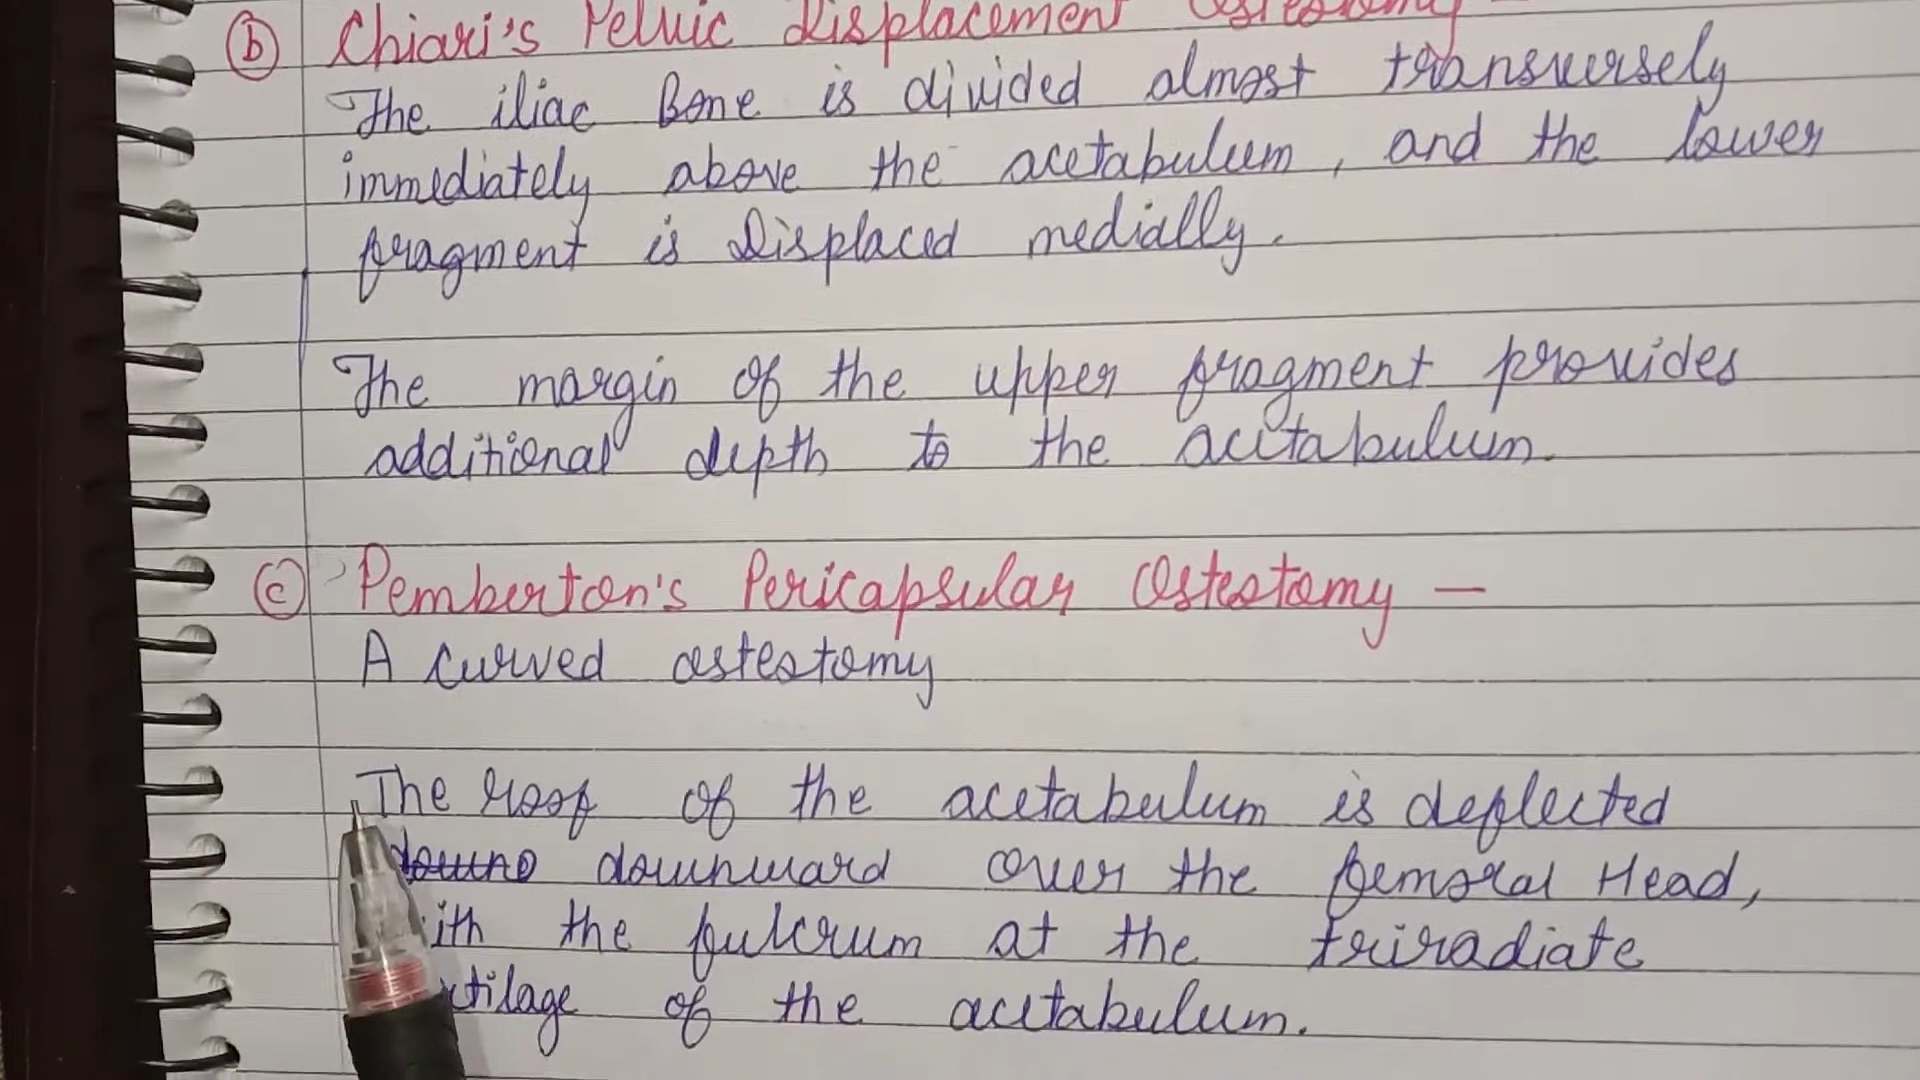 (b) Chiari's Pelvic Displacement Osteotomy -
The iliac Bone is divided almost transversely
immediately above the acetabulum, and the lower
fragment is Displaced medially.
The margin of the upper fragment provides
additional depth to the acetabulum.
(c) Pemberton's Pericapsular Osteotomy —
A curved osteotomy
The roof of the acetabulum is deflected
downward over the femoral Head,
ith the fulcrum at the triradiate
tilage of the acetabulum.